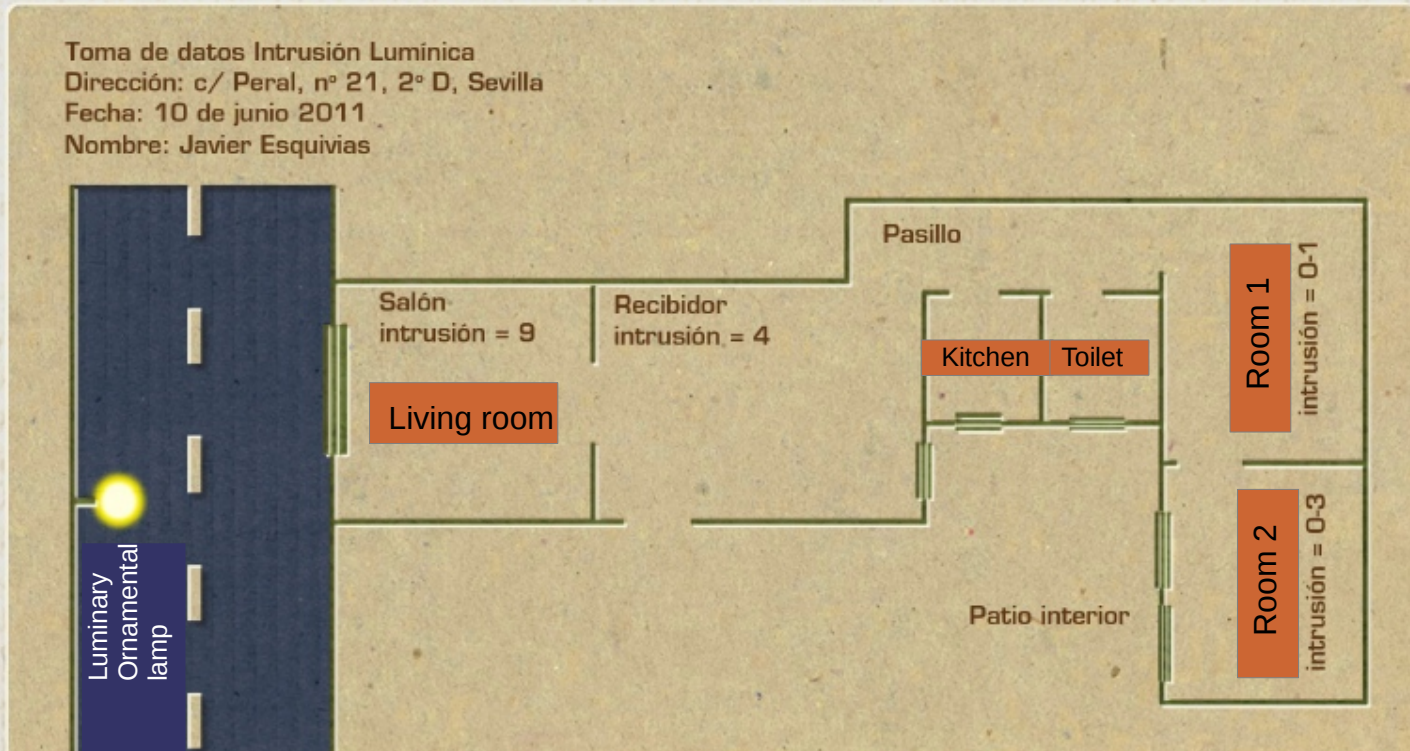 Toma de datos Intrusión Lumínica
Dirección: c/ Peral, nº 21, 2º D, Sevilla
Fecha: 10 de junio 2011
Nombre: Javier Esquivias
Pasillo
Salón
intrusión = 9
Living room
Recibidor
intrusión = 4
Kitchen
Toilet
Room 1
intrusión = 0-1
Room 2
intrusión = 0-3
Patio interior
Luminary
Ornamental
lamp